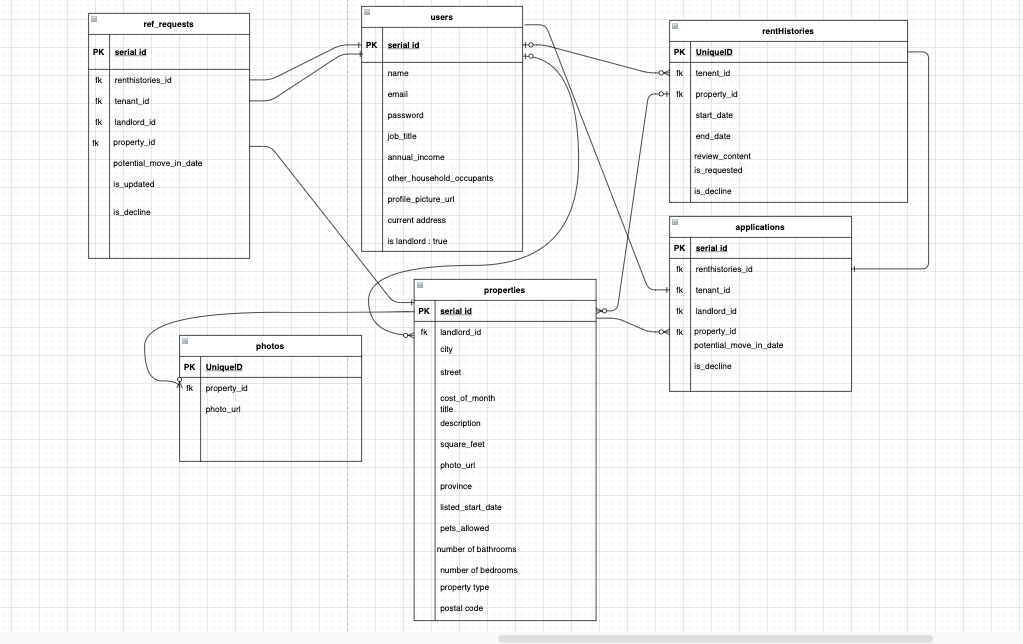 ref_requests
PK serial id
fk renthistories_id
fk tenant_id
fk landlord_id
fk property_id
potential_move_in_date
is_updated
is_decline
users
PK serial id
name
email
password
job_title
annual_income
other_household_occupants
profile_picture_url
current address
is landlord : true
rentHistories
PK UniqueID
fk tenent_id
fk property_id
start_date
end_date
review_content
is_requested
is_decline
applications
PK serial id
fk renthistories_id
fk tenant_id
fk landlord_id
fk property_id
potential_move_in_date
is_decline
properties
PK serial id
fk landlord_id
city
street
cost_of_month
title
description
square_feet
photo_url
province
listed_start_date
pets_allowed
number of bathrooms
number of bedrooms
property type
postal code
photos
PK UniqueID
fk property_id
photo_url